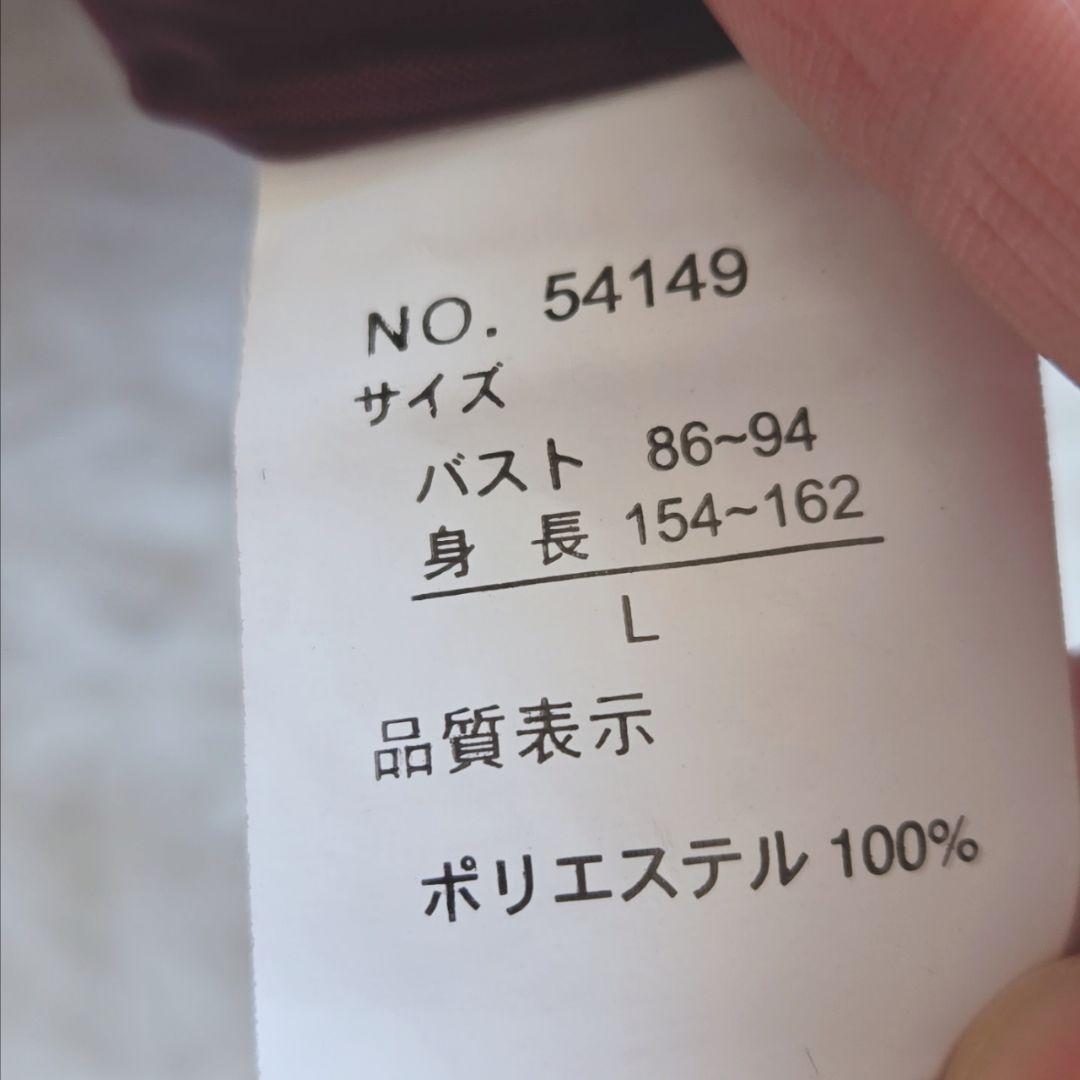 NO. 54149
サイズ
バスト 86~94
身 長 154~162
L
品質表示
ポリエステル 100%